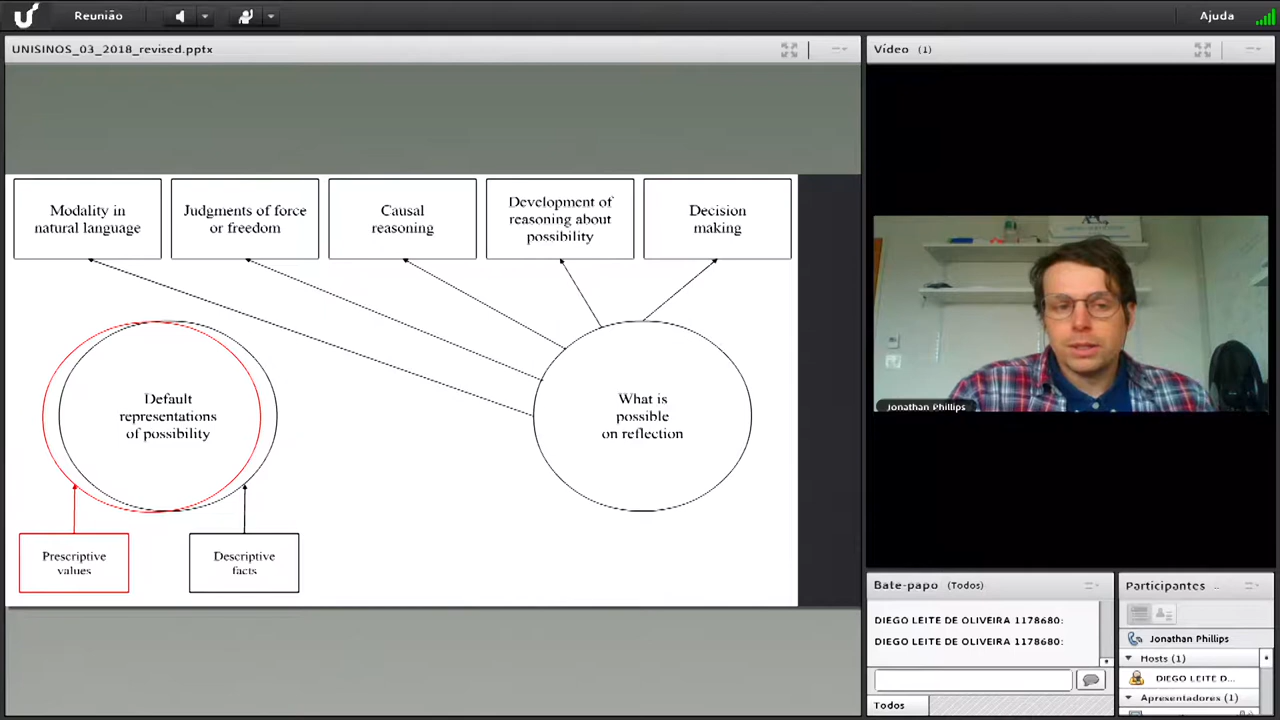 Reunião
Ajuda
UNISINOS_03_2018_revised.pptx
Vídeo (1)
Modality in
natural language
Judgments of force
or freedom
Causal
reasoning
Development of
reasoning about
possibility
Decision
making
Default
representations
of possibility
What is
possible
on reflection
Prescriptive
values
Descriptive
facts
Jonathan Phillips
Bate-papo (Todos)
DIEGO LEITE DE OLIVEIRA 1178680:
DIEGO LEITE DE OLIVEIRA 1178680:
Todos
Participantes ..
Jonathan Phillips
Hosts (1)
DIEGO LEITE D...
Apresentadores (1)